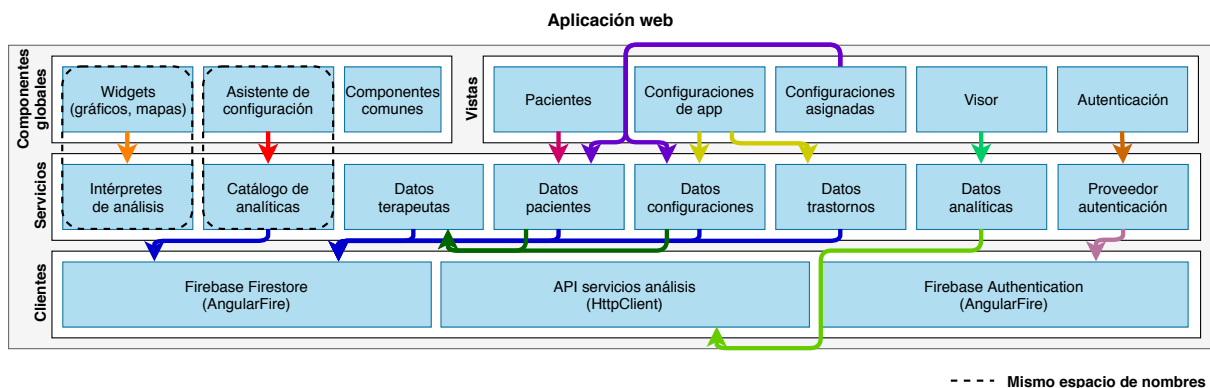 Aplicación web
Componentes
globales
Widgets
(gráficos, mapas)
Asistente de
configuración
Componentes
comunes
Vistas
Pacientes
Configuraciones
de app
Configuraciones
asignadas
Visor
Autenticación
Servicios
Intérpretes
de análisis
Catálogo de
analíticas
Datos
terapeutas
Datos
pacientes
Datos
configuraciones
Datos
trastornos
Datos
analíticas
Proveedor
autenticación
Clientes
Firebase Firestore
(AngularFire)
API servicios análisis
(HttpClient)
Firebase Authentication
(AngularFire)
Mismo espacio de nombres